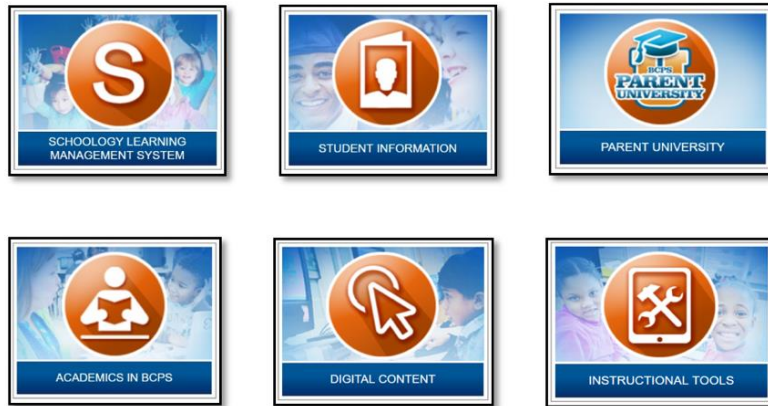 S
SCHOOLOGY LEARNING
MANAGEMENT SYSTEM
STUDENT INFORMATION
BCPS
PARENT
UNIVERSITY
PARENT UNIVERSITY
ACADEMICS IN BCPS
DIGITAL CONTENT
INSTRUCTIONAL TOOLS